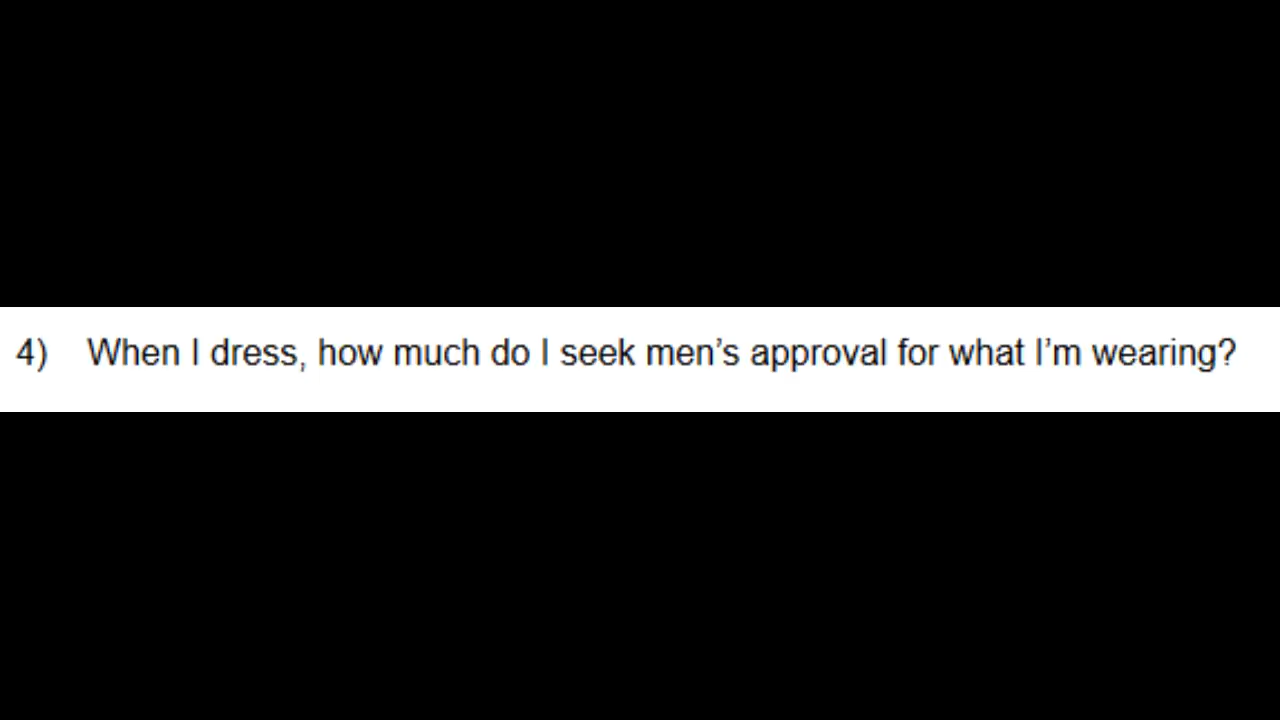 4) When I dress, how much do I seek men’s approval for what I’m wearing?